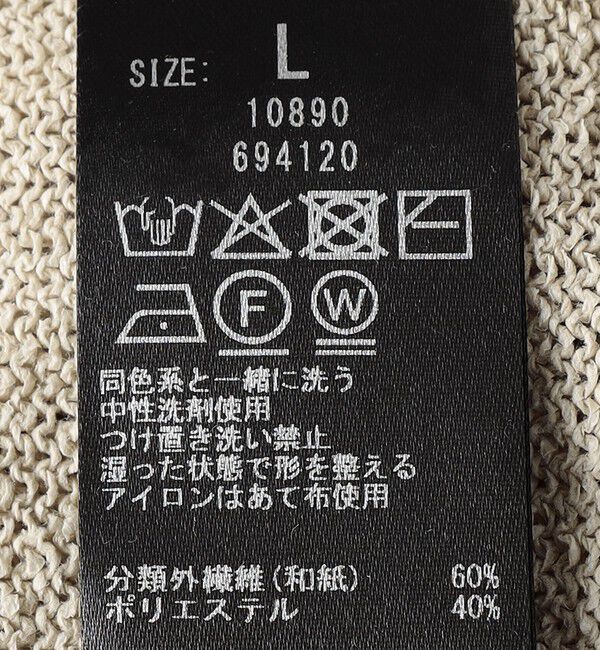 SIZE: L
10890
694120
F W
同色系と一緒に洗う
中性洗剤使用
つけ置き洗い禁止
湿った状態で形を整える
アイロンはあて布使用
分類外繊維(和紙) 60%
ポリエステル 40%